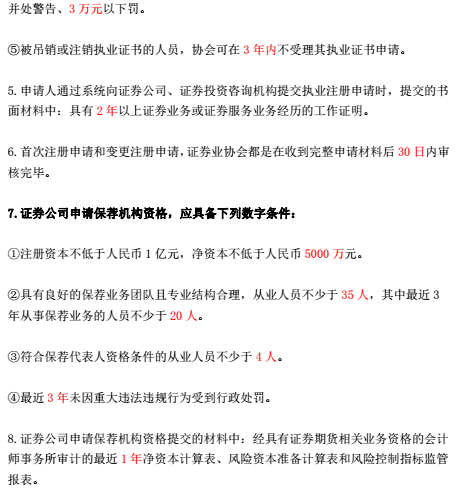 并处警告、3 万元以下罚。
⑤被吊销或注销执业证书的人员，协会可在 3 年内不受理其执业证书申请。
5.申请人通过系统向证券公司、证券投资咨询机构提交执业注册申请时，提交的书
面材料中：具有 2 年以上证券业务或证券服务业务经历的工作证明。
6.首次注册申请和变更注册申请,证券业协会都是在收到完整申请材料后 30 日内审
核完毕。
7.证券公司申请保荐机构资格，应具备下列数字条件：
①注册资本不低于人民币 1 亿元，净资本不低于人民币 5000 万元。
②具有良好的保荐业务团队且专业结构合理，从业人员不少于 35 人，其中最近 3
年从事保荐业务的人员不少于 20 人。
③符合保荐代表人资格条件的从业人员不少于 4 人。
④最近 3 年未因重大违法违规行为受到行政处罚。
8.证券公司申请保荐机构资格提交的材料中：经具有证券期货相关业务资格的会计
师事务所审计的最近 1 年净资本计算表、风险资本准备计算表和风险控制指标监管
报表。